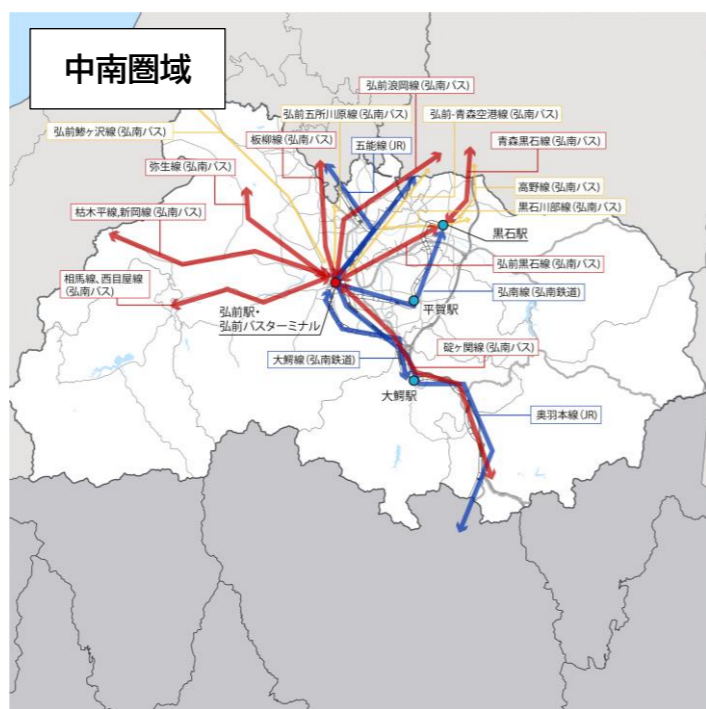 中南圏域
弘前浪岡線(弘南バス)
弘前五所川原線(弘南バス)
弘前-青森空港線(弘南バス)
弘前鰺ヶ沢線(弘南バス)
板柳線(弘南バス)
五能線(JR)
青森黒石線(弘南バス)
弥生線(弘南バス)
高野線(弘南バス)
黒石川部線(弘南バス)
枯木平線,新岡線(弘南バス)
黒石駅
弘前黒石線(弘南バス)
相馬線、西目屋線
(弘南バス)
弘南線(弘南鉄道)
弘前駅・
弘前バスターミナル
平賀駅
碇ヶ関線(弘南バス)
大鰐線(弘南鉄道)
大鰐駅
奥羽本線(JR)